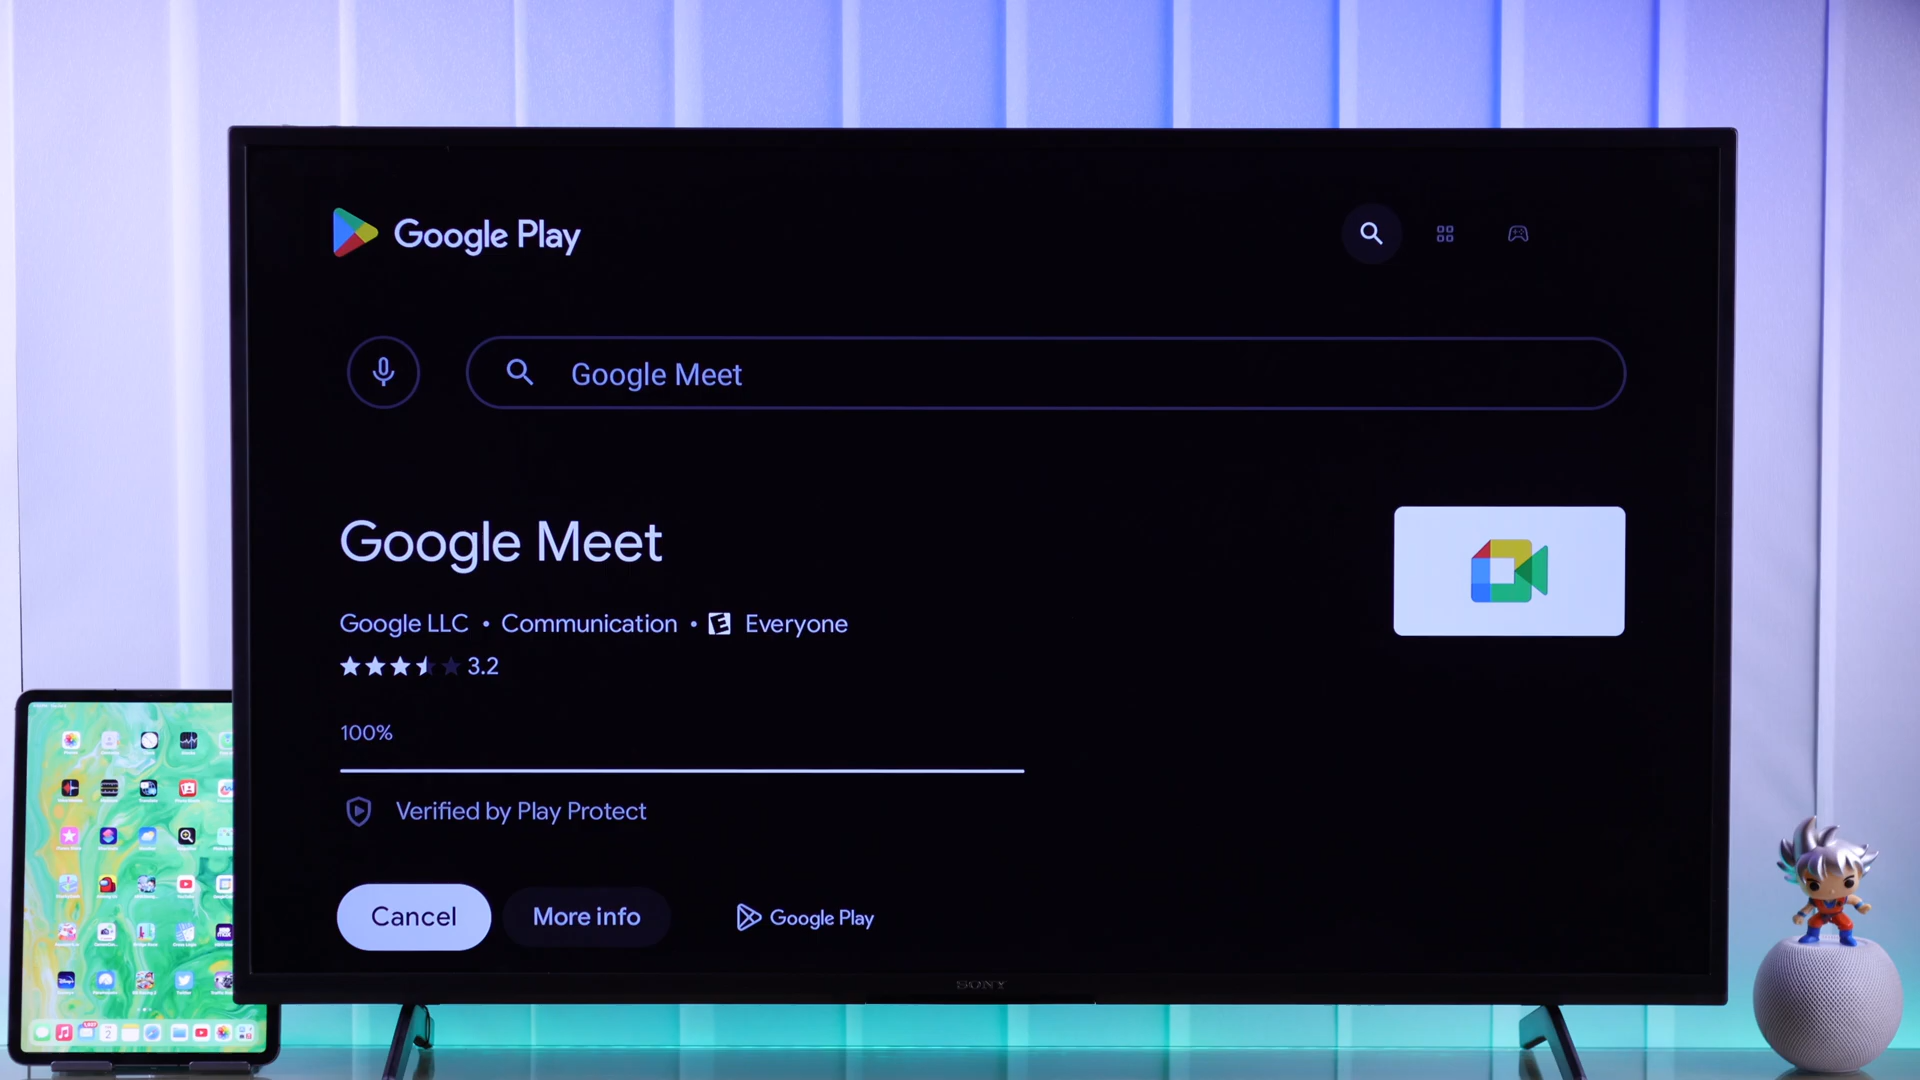 Google Play
Google Meet
Google Meet
Google LLC • Communication • E Everyone
3.2
100%
Verified by Play Protect
Cancel
More info
Google Play
SONY